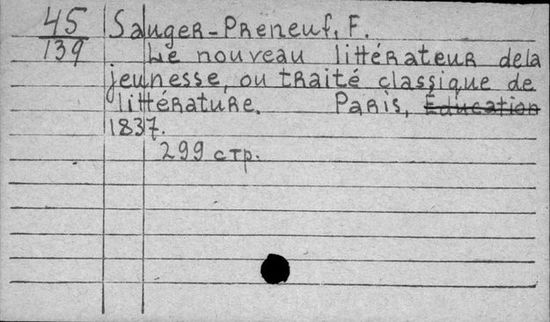 45
139
Sauger-Preneuf, F.
Le nouveau littérateur de la
jeunesse, ou traité classique de
littérature. Paris, Education
1837.
299 стр.